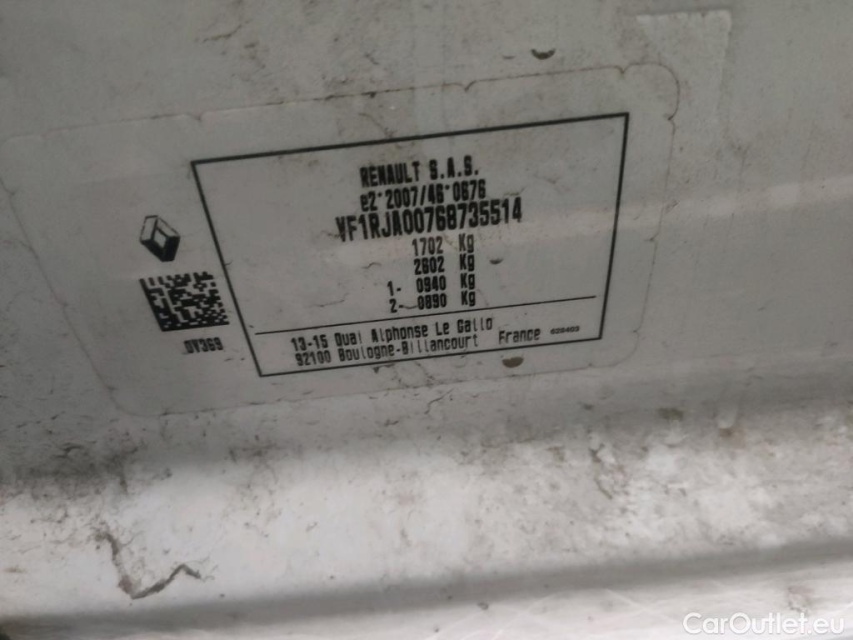 RENAULT S.A.S.
e2*2007/46*0676
VF1RJA00768735514
1702 Kg
2602 Kg
1- 0940 Kg
2- 0890 Kg
13-15 Quai Alphonse Le Gallo
92100 Boulogne-Billancourt France
0V369
CarOutlet.eu